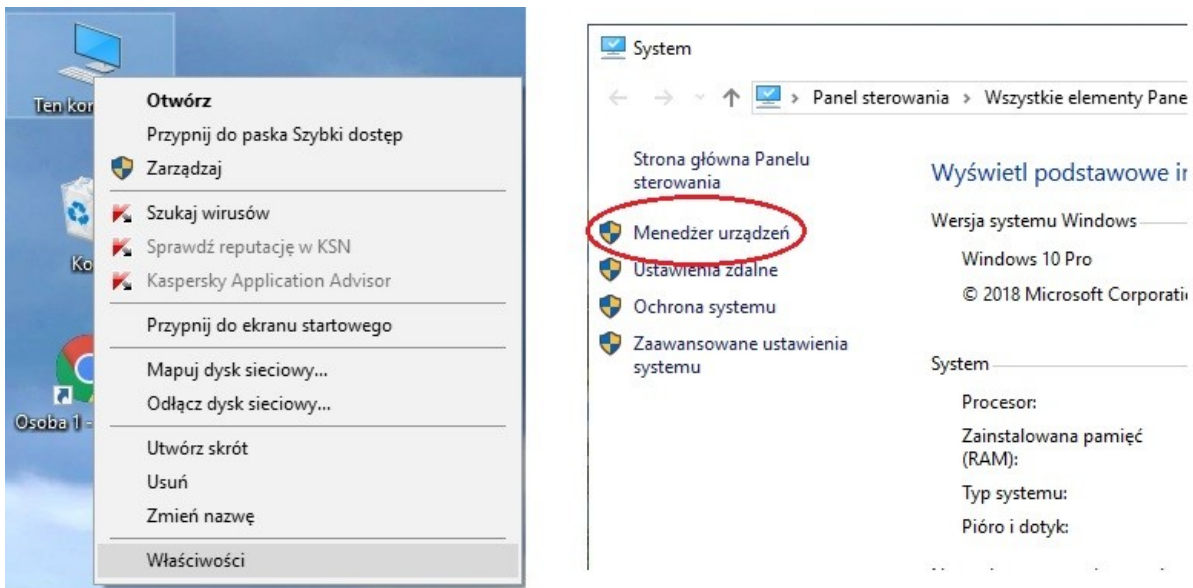 Ten kor
Otwórz
Przypnij do paska Szybki dostęp
Zarządzaj
Szukaj wirusów
Sprawdź reputację w KSN
Kaspersky Application Advisor
Ko
Przypnij do ekranu startowego
Mapuj dysk sieciowy...
Odłącz dysk sieciowy...
Osoba 1 -
Utwórz skrót
Usuń
Zmień nazwę
Właściwości
System
Panel sterowania > Wszystkie elementy Pane
Strona główna Panelu
sterowania
Menedżer urządzeń
Ustawienia zdalne
Ochrona systemu
Zaawansowane ustawienia
systemu
Wyświetl podstawowe
Wersja systemu Windows
Windows 10 Pro
© 2018 Microsoft Corporati
System
Procesor:
Zainstalowana pamięć
(RAM):
Typ systemu:
Pióro i dotyk: